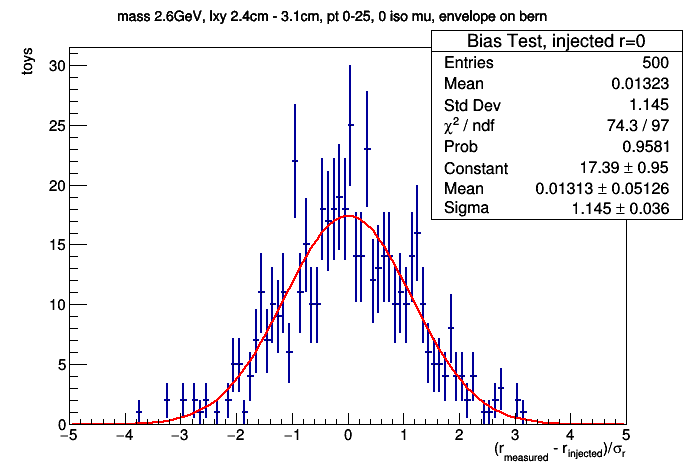 mass 2.6GeV, lxy 2.4cm - 3.1cm, pt 0-25, 0 iso mu, envelope on bern
Bias Test, injected r=0
Entries 500
Mean 0.01323
Std Dev 1.145
χ² / ndf 74.3 / 97
Prob 0.9581
Constant 17.39 ± 0.95
Mean 0.01313 ± 0.05126
Sigma 1.145 ± 0.036
toys
30
25
20
15
10
5
0
−5 −4 −3 −2 −1 0 1 2 3 4 5
(r_measured - r_injected)/σ_r